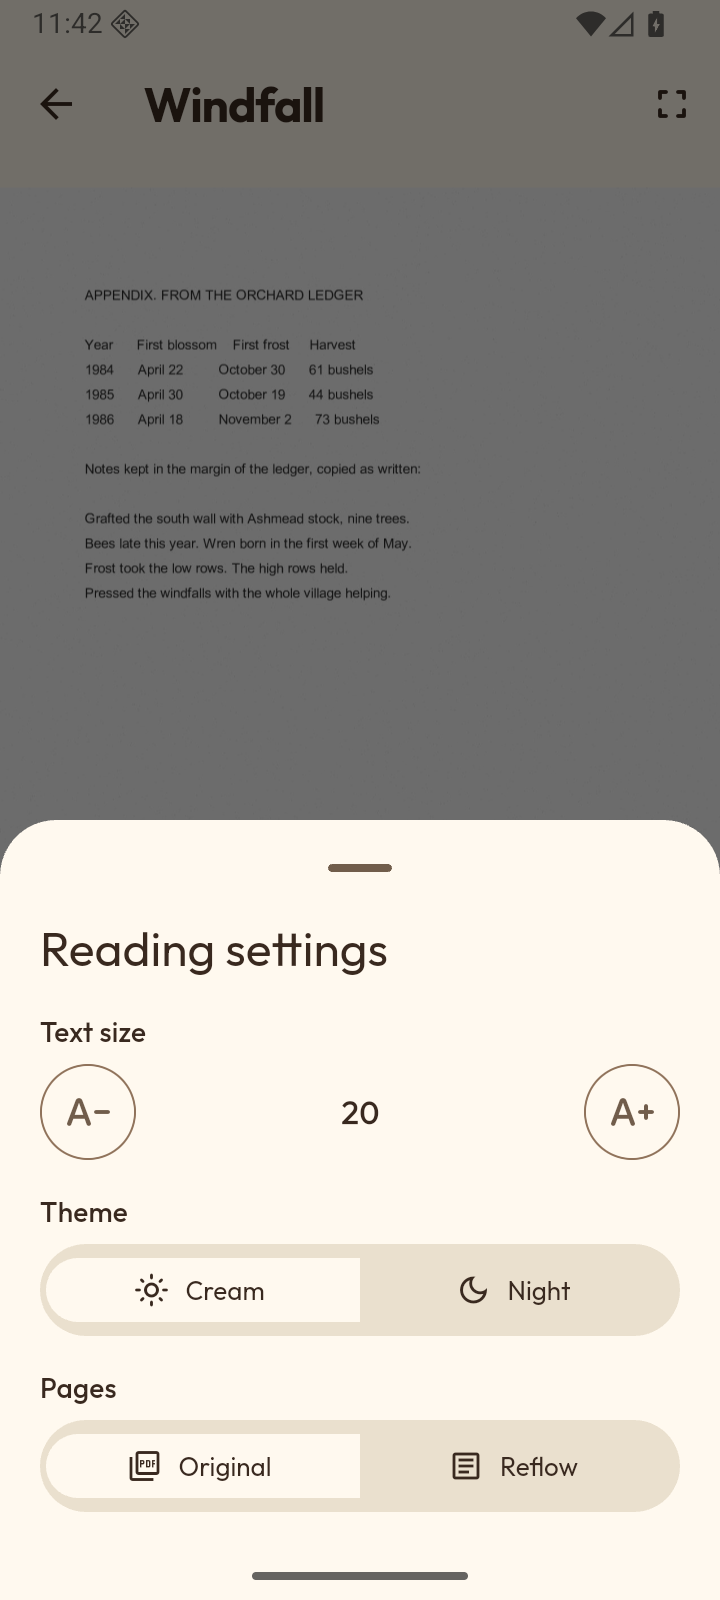 11:42
Windfall
APPENDIX. FROM THE ORCHARD LEDGER
Year First blossom First frost Harvest
1984 April 22 October 30 61 bushels
1985 April 30 October 19 44 bushels
1986 April 18 November 2 73 bushels
Notes kept in the margin of the ledger, copied as written:
Grafted the south wall with Ashmead stock, nine trees.
Bees late this year. Wren born in the first week of May.
Frost took the low rows. The high rows held.
Pressed the windfalls with the whole village helping.
Reading settings
Text size
A- 20 A+
Theme
Cream Night
Pages
PDF Original Reflow